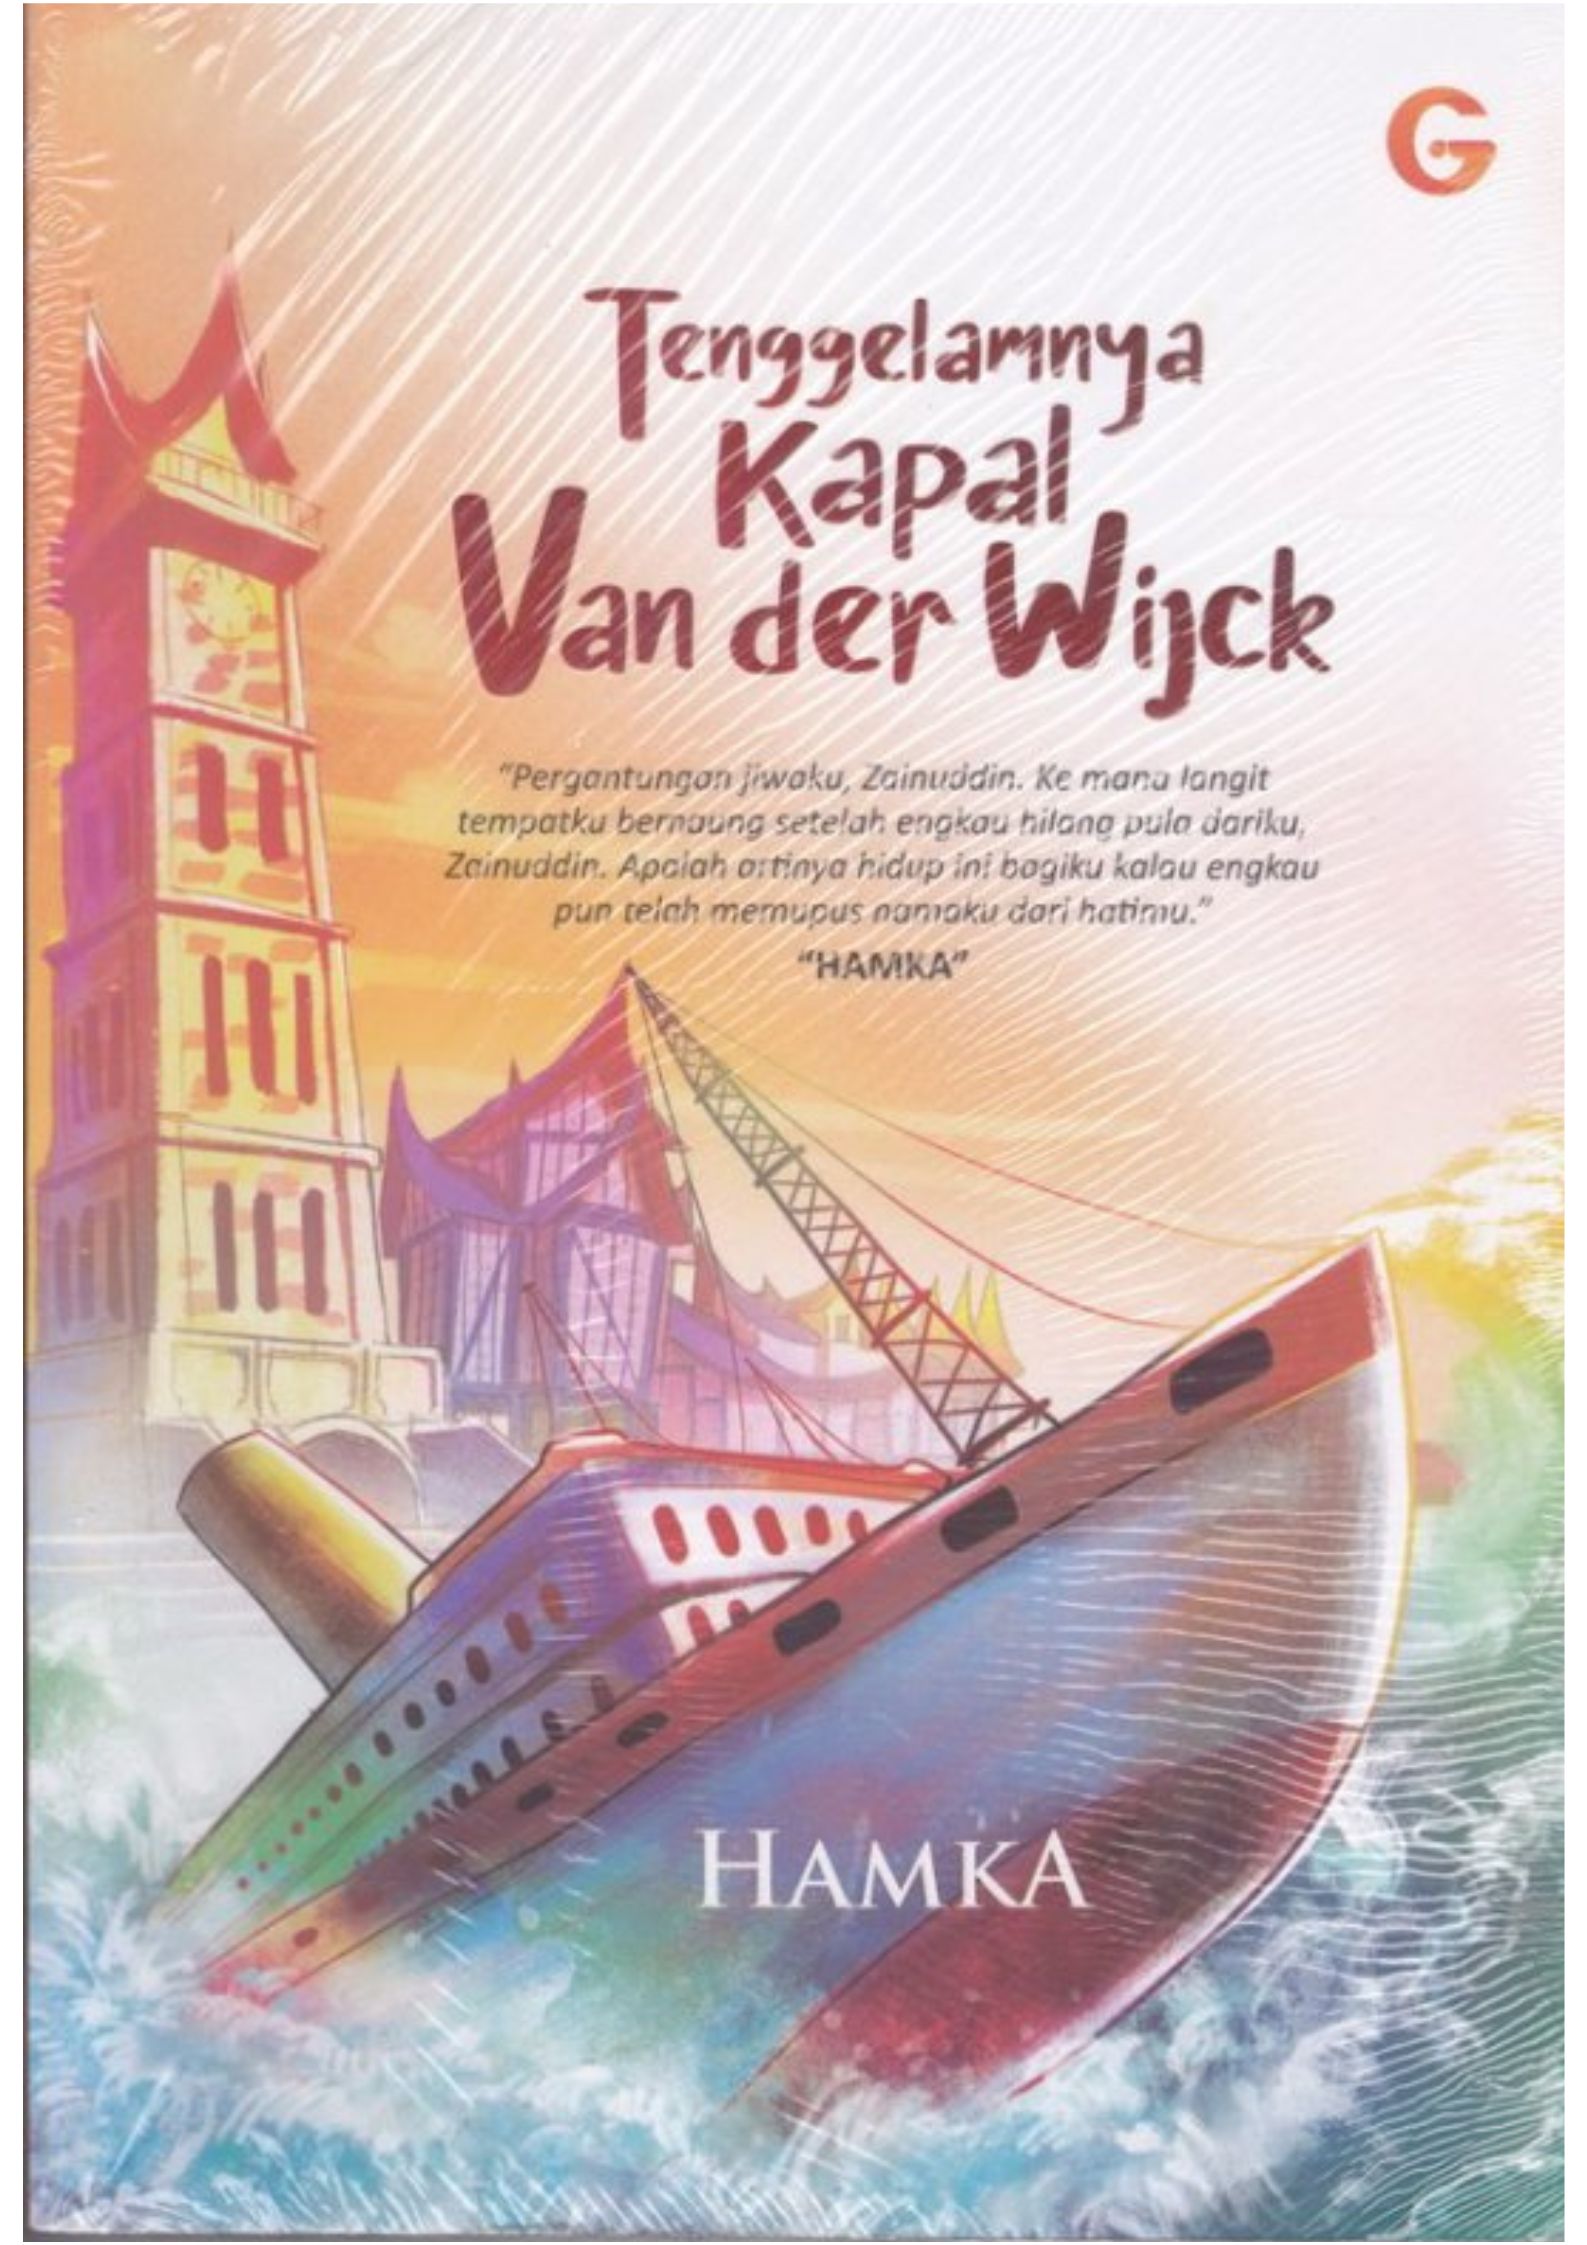 G
Tenggelamnya
Kapal
Van der Wijck
“Pergantungan jiwaku, Zainuddin. Ke mana langit
tempatku bernaung setelah engkau hilang pula dariku,
Zainuddin. Apalah artinya hidup ini bagiku kalau engkau
pun telah memupus namaku dari hatimu.”
“HAMKA”
HAMKA